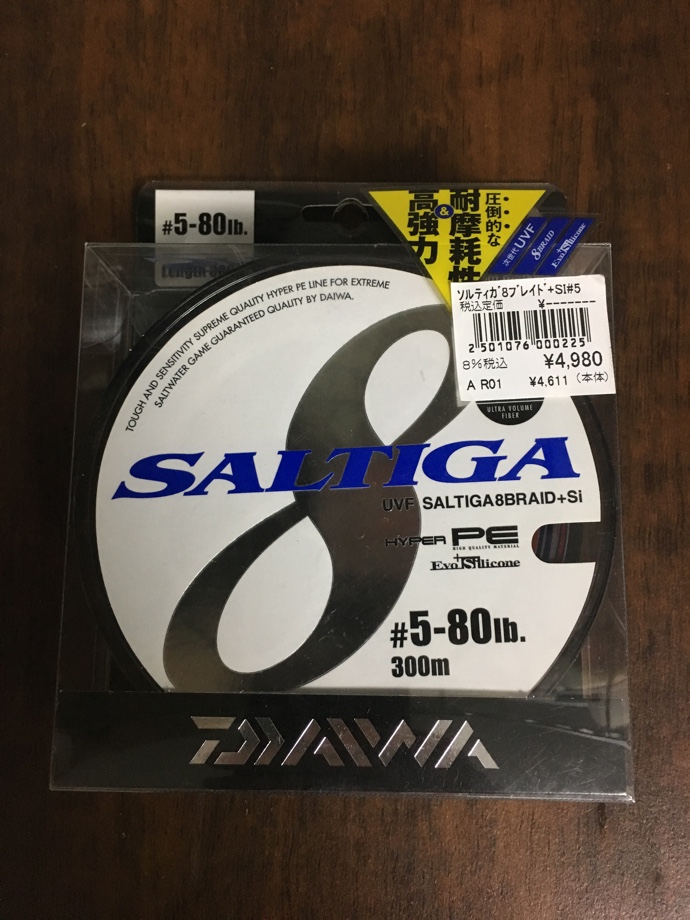 #5-80lb.
圧倒的な
耐摩耗性
&
高強力
次世代 UVF
8BRAID
Evo Silicone
TOUGH AND SENSITIVITY SUPREME QUALITY HYPER PE LINE FOR EXTREME
SALTWATER GAME GUARANTEED QUALITY BY DAIWA.
ソルティガ8ブレイド+SI#5
税込定価 ¥-------
2 501076 000225
8%税込 ¥4,980
A R01 ¥4,611 (本体)
ULTRA VOLUME
FIBER
8
SALTIGA
UVF SALTIGA8BRAID+Si
HYPER PE
HIGH QUALITY MATERIAL
Evo Silicone
#5-80lb.
300m
DAIWA